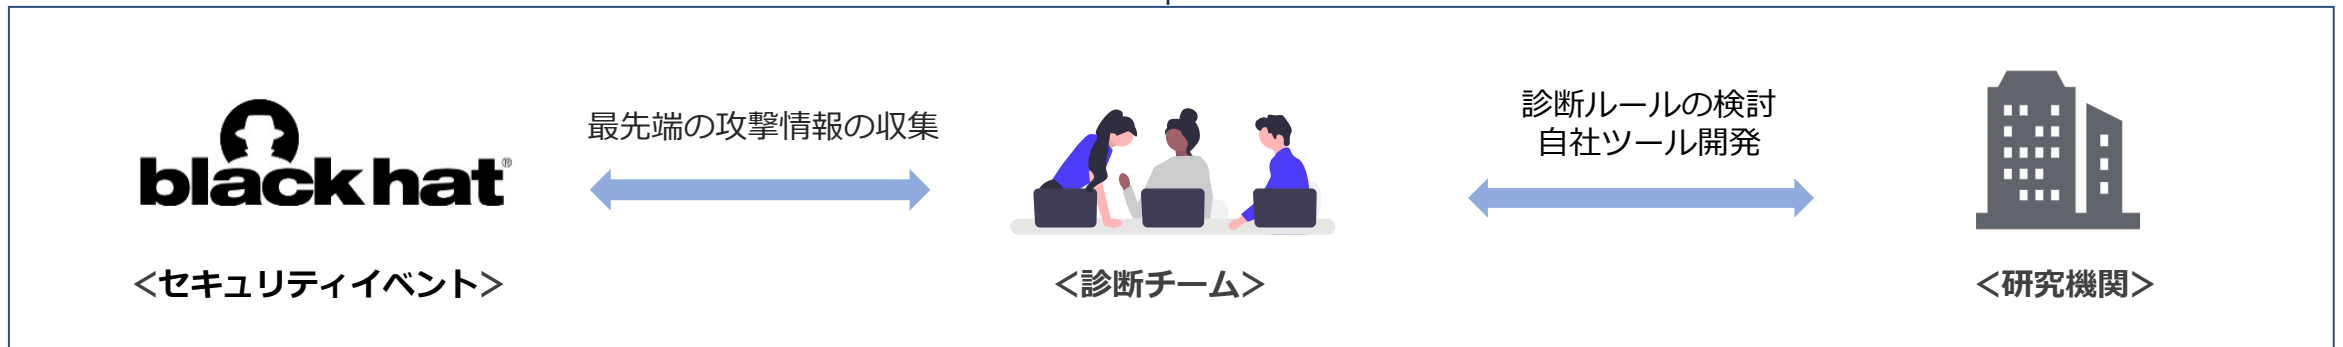 最先端の攻撃情報の収集
診断ルールの検討
自社ツール開発
black hat®
＜セキュリティイベント＞
＜診断チーム＞
＜研究機関＞